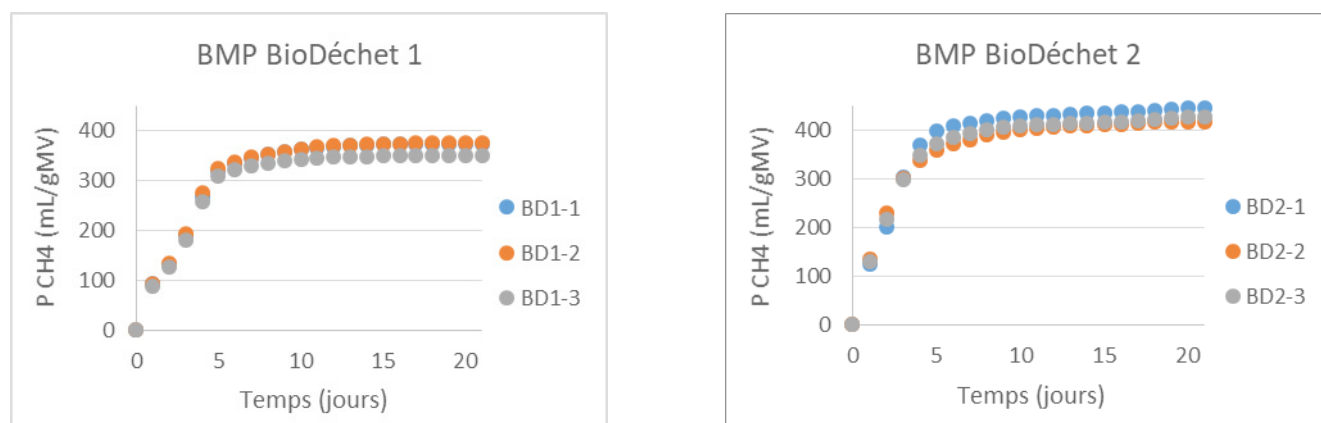 BMP BioDéchet 1
P CH4 (mL/gMV)
400
300
200
100
0
0 5 10 15 20
Temps (jours)
BD1-1
BD1-2
BD1-3
BMP BioDéchet 2
P CH4 (mL/gMV)
400
300
200
100
0
0 5 10 15 20
Temps (jours)
BD2-1
BD2-2
BD2-3